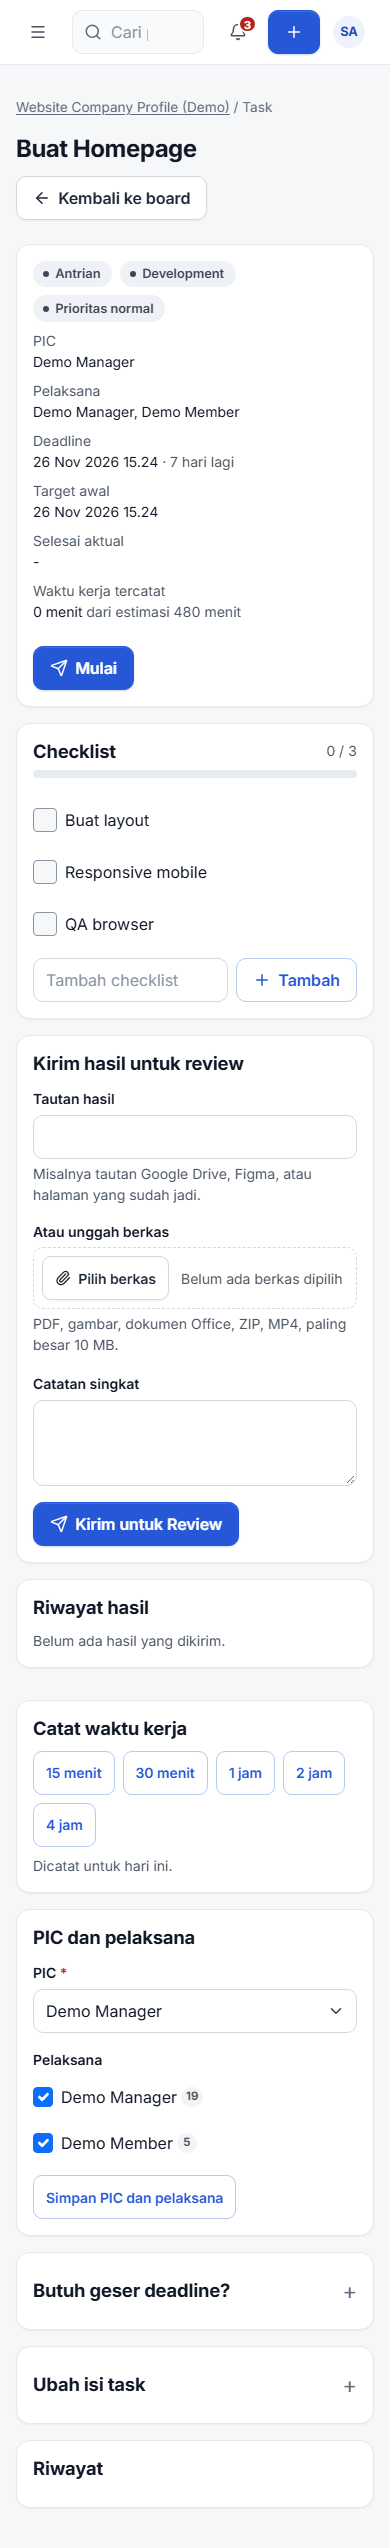 Cari
3
SA
Website Company Profile (Demo) / Task
Buat Homepage
Kembali ke board
Antrian
Development
Prioritas normal
PIC
Demo Manager
Pelaksana
Demo Manager, Demo Member
Deadline
26 Nov 2026 15.24 · 7 hari lagi
Target awal
26 Nov 2026 15.24
Selesai aktual
-
Waktu kerja tercatat
0 menit dari estimasi 480 menit
Mulai
Checklist
0 / 3
Buat layout
Responsive mobile
QA browser
Tambah checklist
+ Tambah
Kirim hasil untuk review
Tautan hasil
Misalnya tautan Google Drive, Figma, atau
halaman yang sudah jadi.
Atau unggah berkas
Pilih berkas
Belum ada berkas dipilih
PDF, gambar, dokumen Office, ZIP, MP4, paling
besar 10 MB.
Catatan singkat
Kirim untuk Review
Riwayat hasil
Belum ada hasil yang dikirim.
Catat waktu kerja
15 menit
30 menit
1 jam
2 jam
4 jam
Dicatat untuk hari ini.
PIC dan pelaksana
PIC *
Demo Manager
Pelaksana
Demo Manager 19
Demo Member 5
Simpan PIC dan pelaksana
Butuh geser deadline?
+
Ubah isi task
+
Riwayat